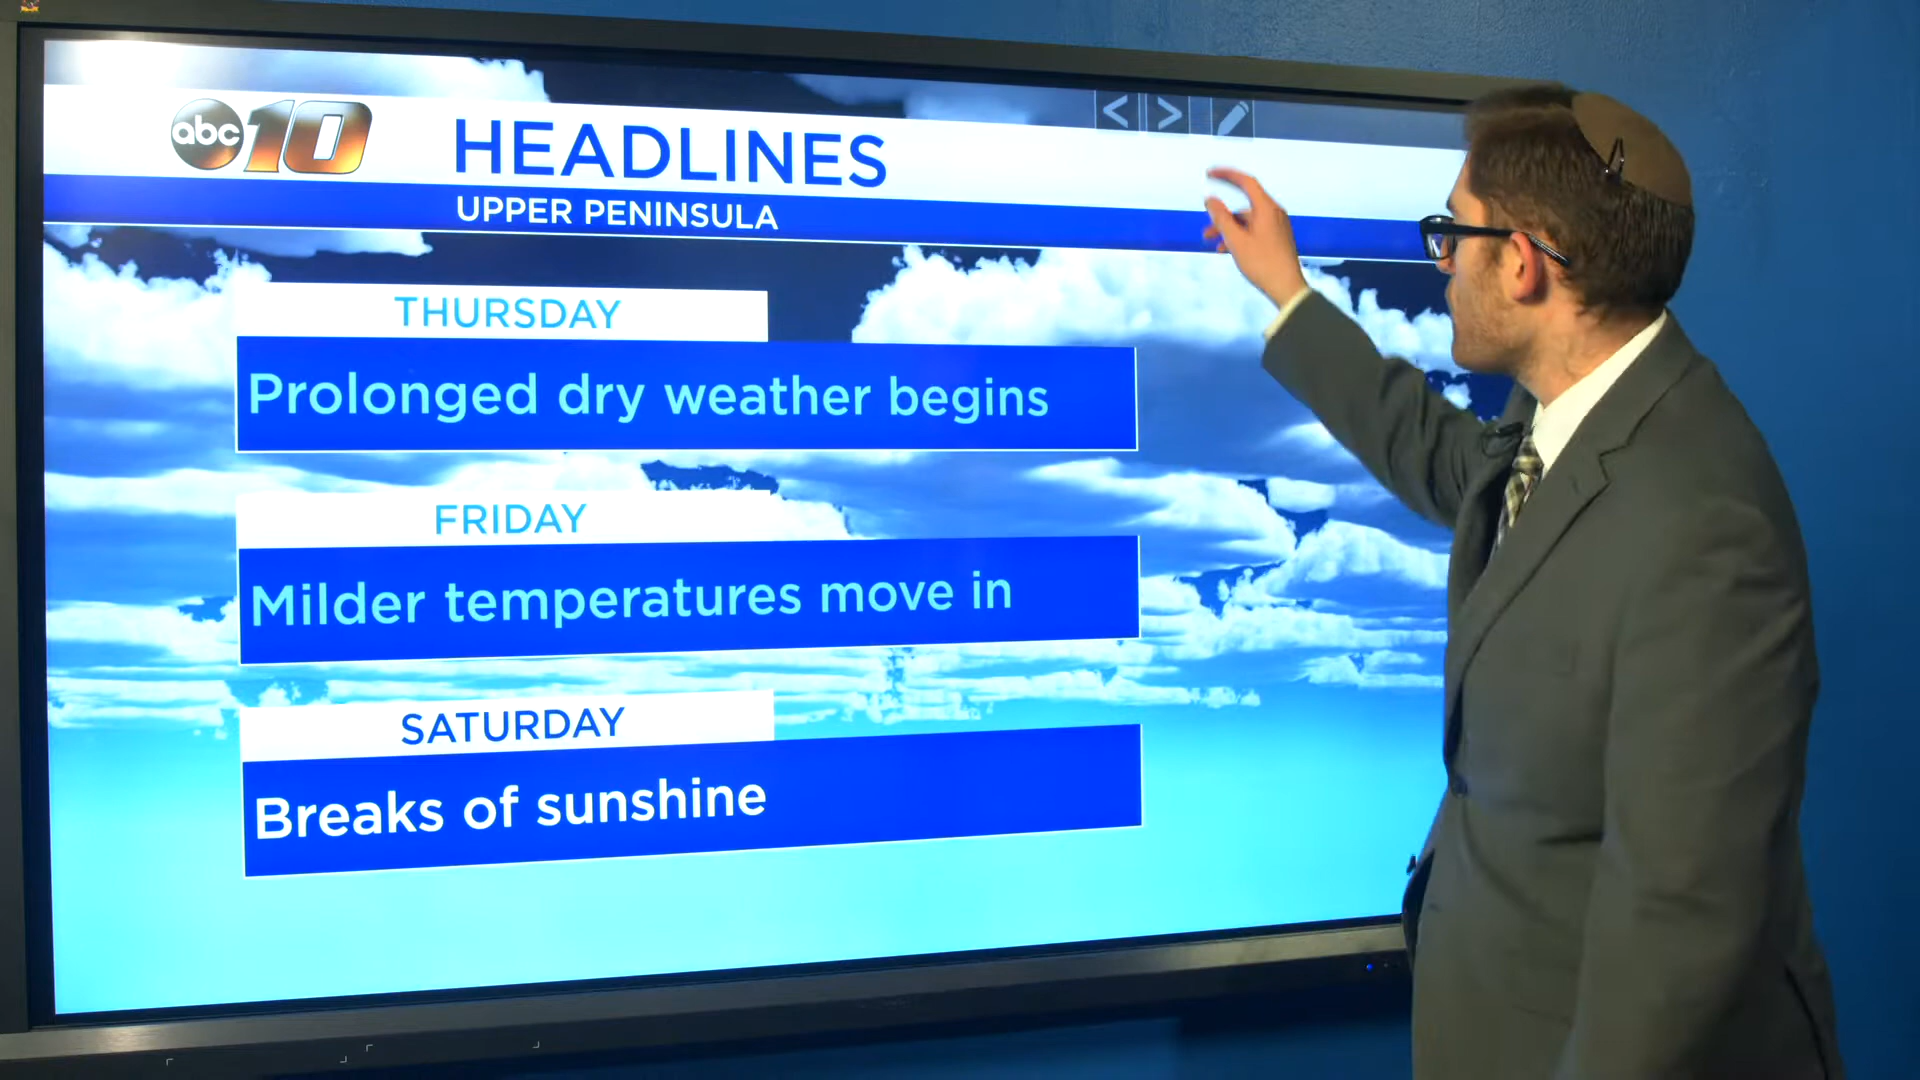 abc 10
HEADLINES
UPPER PENINSULA
THURSDAY
Prolonged dry weather begins
FRIDAY
Milder temperatures move in
SATURDAY
Breaks of sunshine